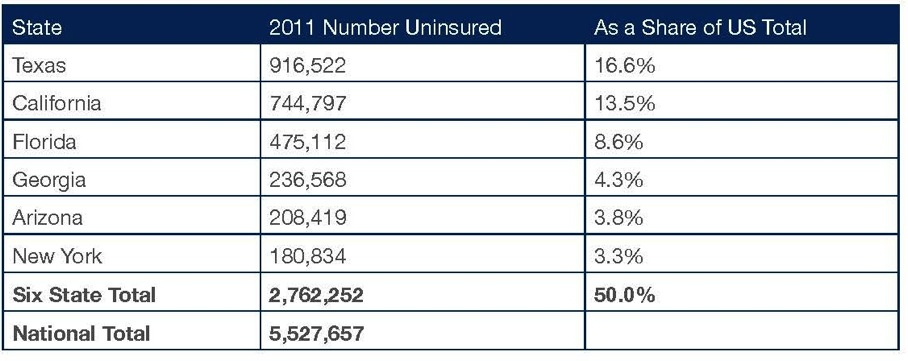 State 2011 Number Uninsured As a Share of US Total
Texas 916,522 16.6%
California 744,797 13.5%
Florida 475,112 8.6%
Georgia 236,568 4.3%
Arizona 208,419 3.8%
New York 180,834 3.3%
Six State Total 2,762,252 50.0%
National Total 5,527,657